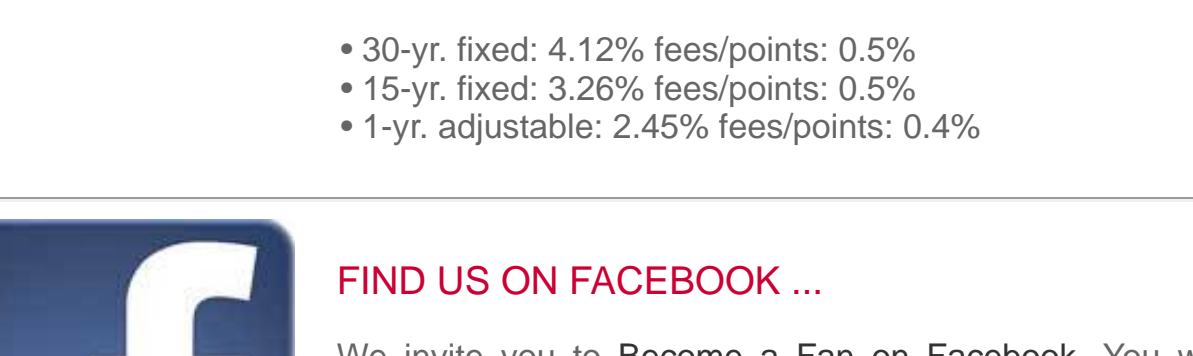 • 30-yr. fixed: 4.12% fees/points: 0.5%
• 15-yr. fixed: 3.26% fees/points: 0.5%
• 1-yr. adjustable: 2.45% fees/points: 0.4%
FIND US ON FACEBOOK ...
We invite you to Become a Fan on Facebook. You